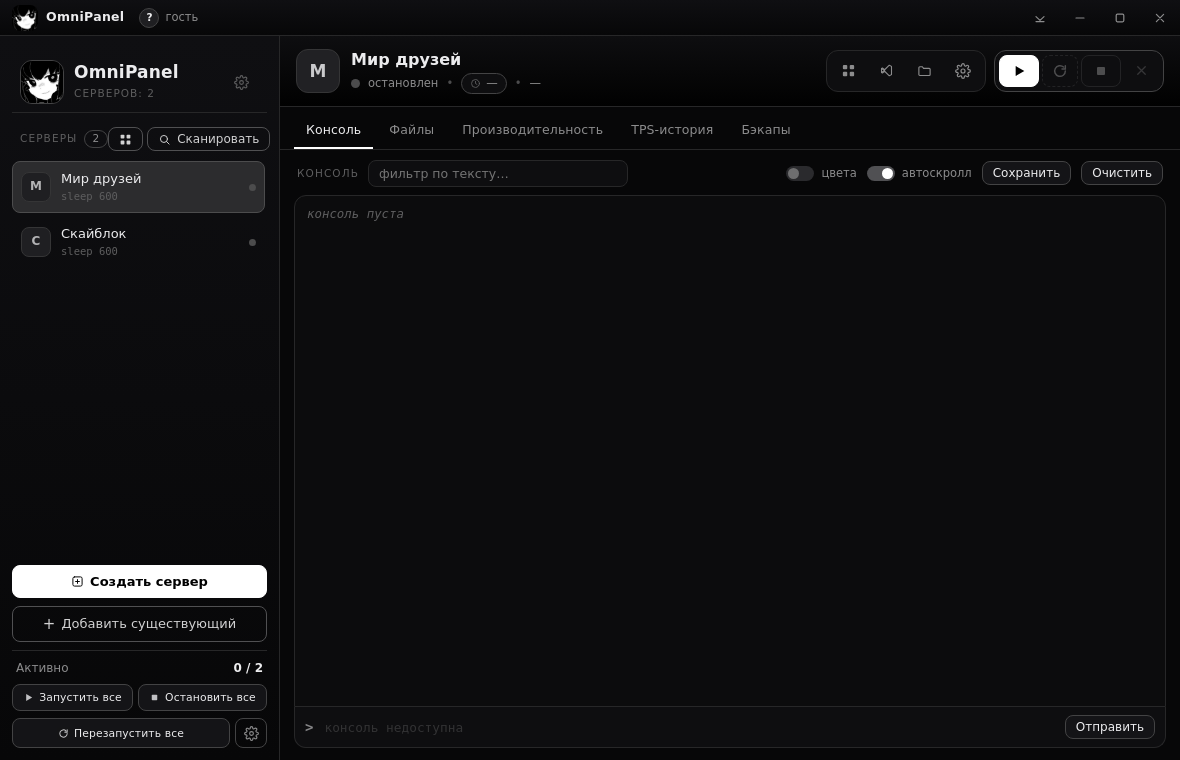 OmniPanel ? гость
OmniPanel
СЕРВЕРОВ: 2
СЕРВЕРЫ 2 Сканировать
М Мир друзей
sleep 600
С Скайблок
sleep 600
Создать сервер
+ Добавить существующий
Активно 0 / 2
Запустить все Остановить все
Перезапустить все
М Мир друзей
остановлен • — • —
Консоль Файлы Производительность TPS-история Бэкапы
КОНСОЛЬ фильтр по тексту... цвета автоскролл Сохранить Очистить
консоль пуста
> консоль недоступна Отправить